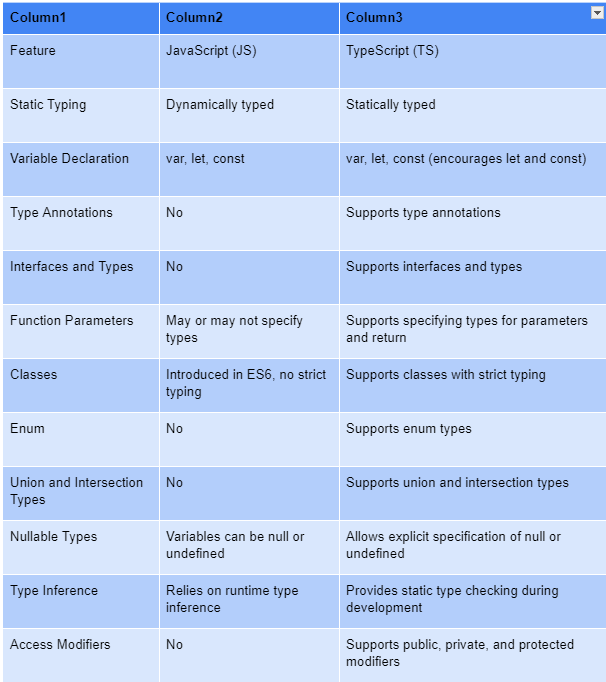 Column1 Column2 Column3
Feature JavaScript (JS) TypeScript (TS)
Static Typing Dynamically typed Statically typed
Variable Declaration var, let, const var, let, const (encourages let and const)
Type Annotations No Supports type annotations
Interfaces and Types No Supports interfaces and types
Function Parameters May or may not specify types Supports specifying types for parameters and return
Classes Introduced in ES6, no strict typing Supports classes with strict typing
Enum No Supports enum types
Union and Intersection Types No Supports union and intersection types
Nullable Types Variables can be null or undefined Allows explicit specification of null or undefined
Type Inference Relies on runtime type inference Provides static type checking during development
Access Modifiers No Supports public, private, and protected modifiers